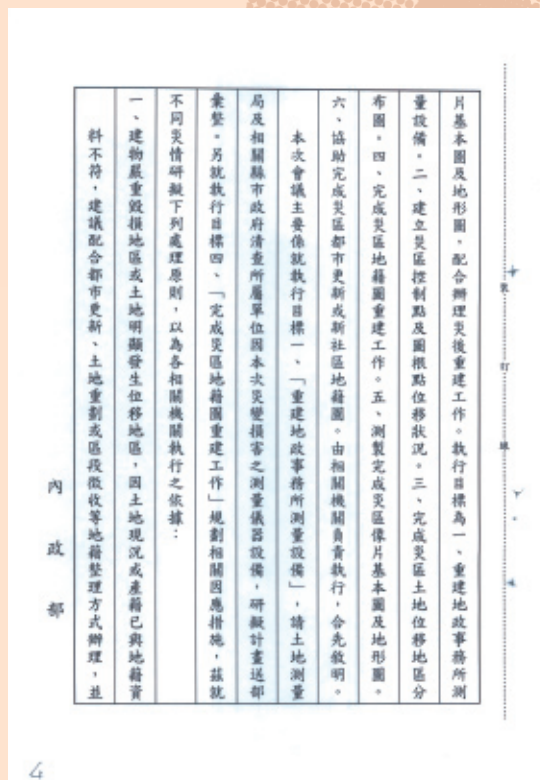 片基本圖及地形圖，配合辦理災後重建工作。執行目標為一、重建地政事務所測
量設備。二、建立災區控制點及圖根點位移狀況。三、完成災區土地位移地區分
布圖。四、完成災區地籍圖重建工作。五、測製完成災區像片基本圖及地形圖。
六、協助完成災區都市更新或新社區地籍圖。由相關機關負責執行，合先敘明。
本次會議主要係就執行目標一、「重建地政事務所測量設備」，請土地測量
局及相關縣市政府清查所屬單位因本次災變損害之測量儀器設備，研擬計畫送部
彙整。另就執行目標四、「完成災區地籍圖重建工作」規劃相關因應措施，茲就
不同災情研擬下列處理原則，以為各相關機關執行之依據：
一、建物嚴重毀損地區或土地明顯發生位移地區，因土地現況或產籍已與地籍資
料不符，建議配合都市更新、土地重劃或區段徵收等地籍整理方式辦理，並
裝
訂
線
內政部
4